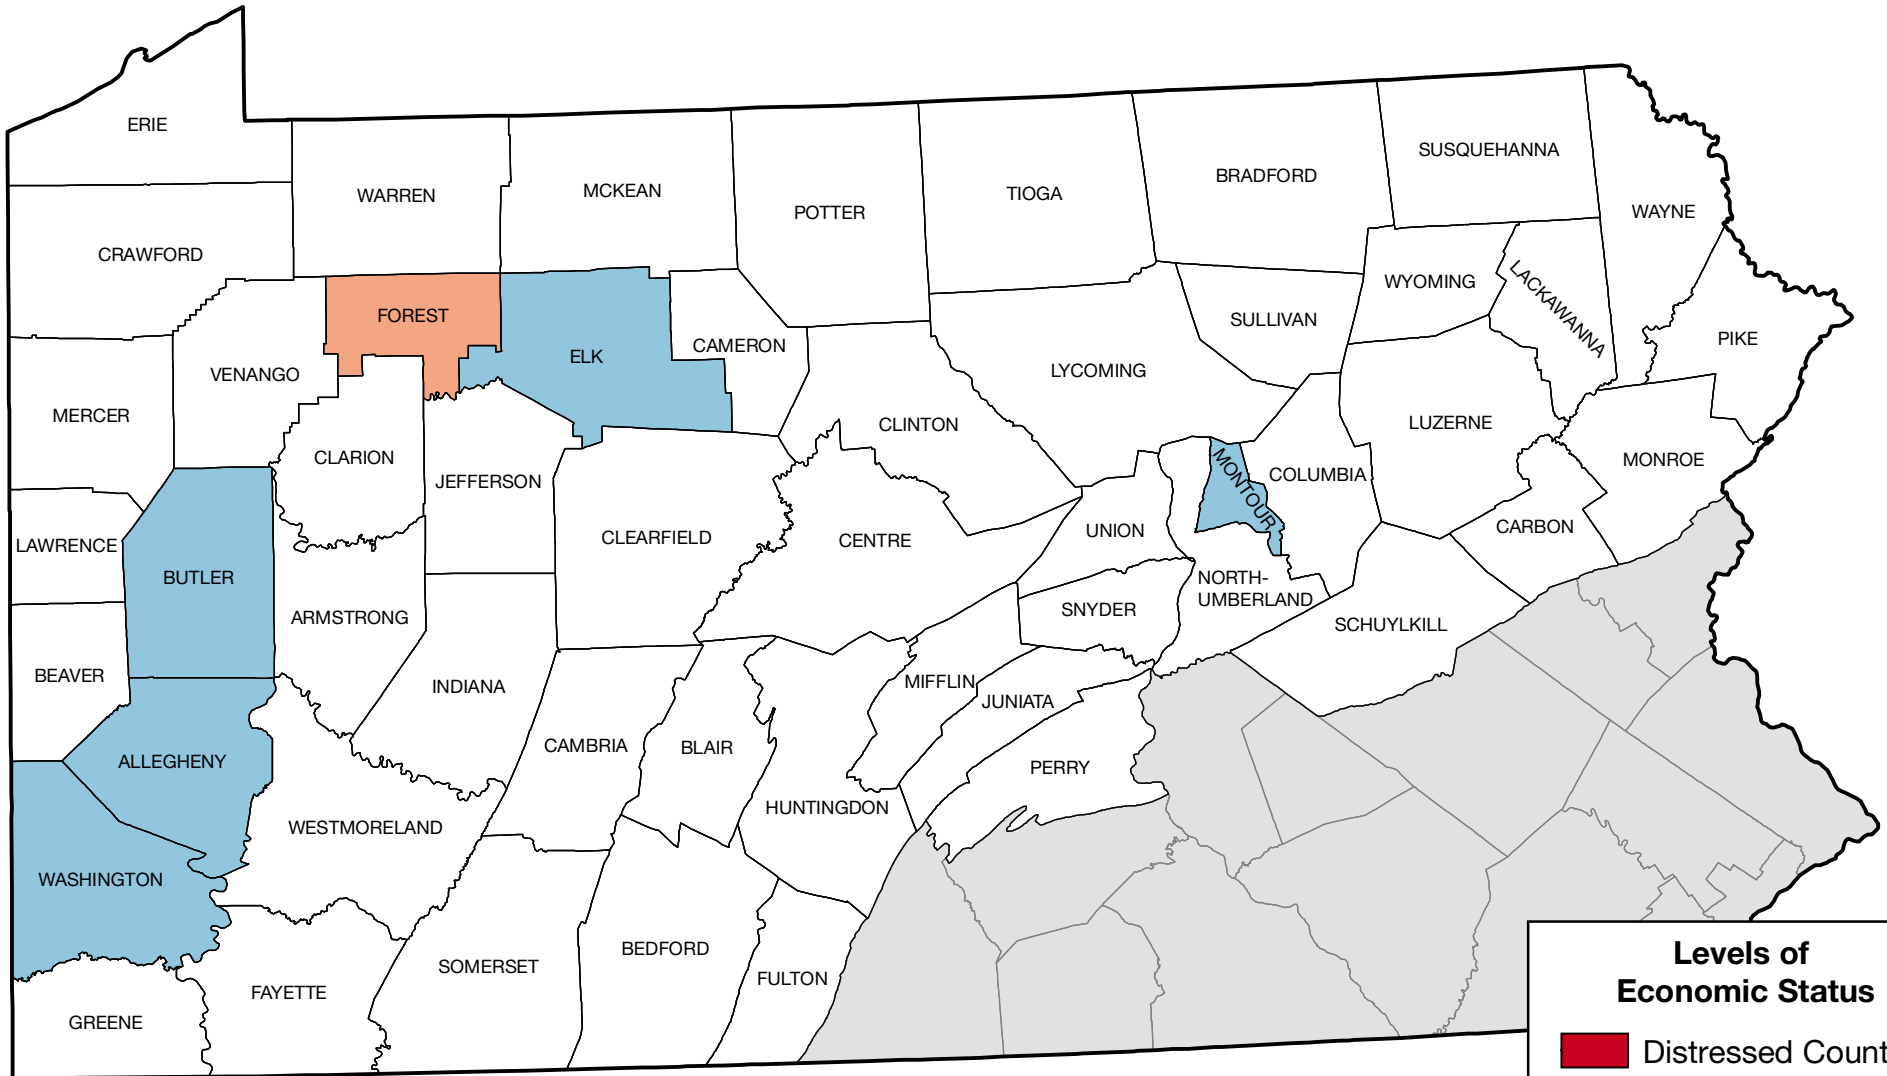 ERIE
WARREN
MCKEAN
POTTER
TIOGA
BRADFORD
SUSQUEHANNA
WAYNE
CRAWFORD
FOREST
ELK
CAMERON
WYOMING
LACKAWANNA
SULLIVAN
PIKE
VENANGO
LYCOMING
MERCER
CLINTON
LUZERNE
CLARION
JEFFERSON
MONTOUR
COLUMBIA
MONROE
LAWRENCE
CLEARFIELD
CENTRE
UNION
CARBON
BUTLER
ARMSTRONG
SNYDER
NORTH-
UMBERLAND
SCHUYLKILL
BEAVER
INDIANA
MIFFLIN
JUNIATA
ALLEGHENY
CAMBRIA
BLAIR
PERRY
HUNTINGDON
WESTMORELAND
WASHINGTON
SOMERSET
BEDFORD
FULTON
FAYETTE
GREENE
Levels of
Economic Status
Distressed Count